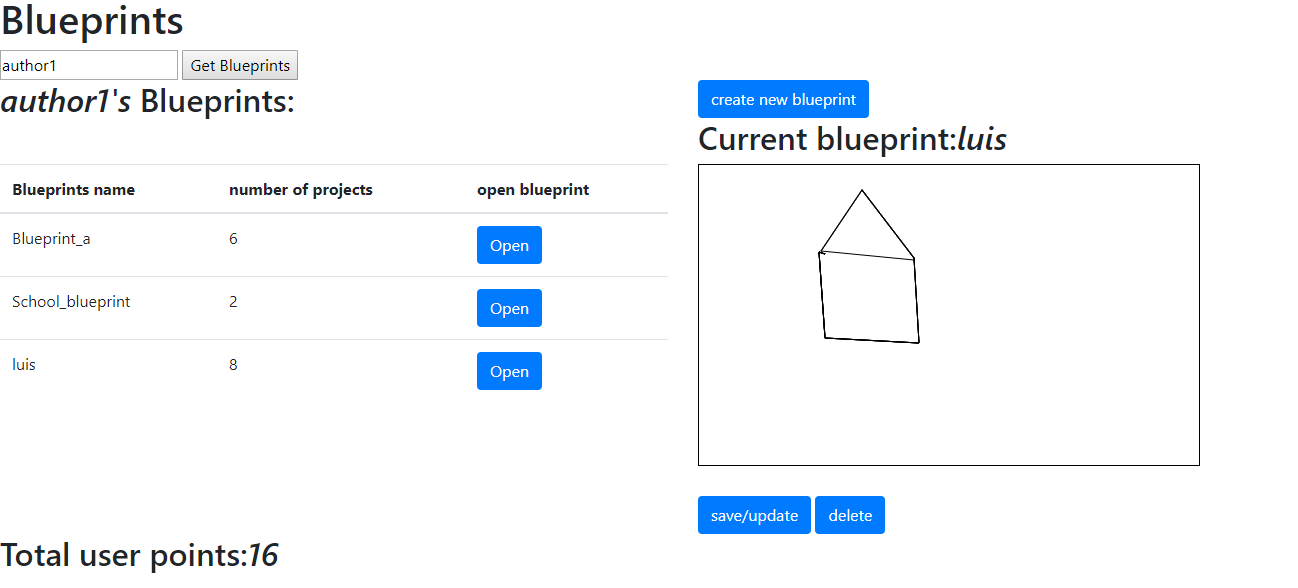 Blueprints
author1 Get Blueprints
author1's Blueprints:
create new blueprint
Current blueprint:luis
Blueprints name number of projects open blueprint
Blueprint_a 6 Open
School_blueprint 2 Open
luis 8 Open
save/update delete
Total user points:16